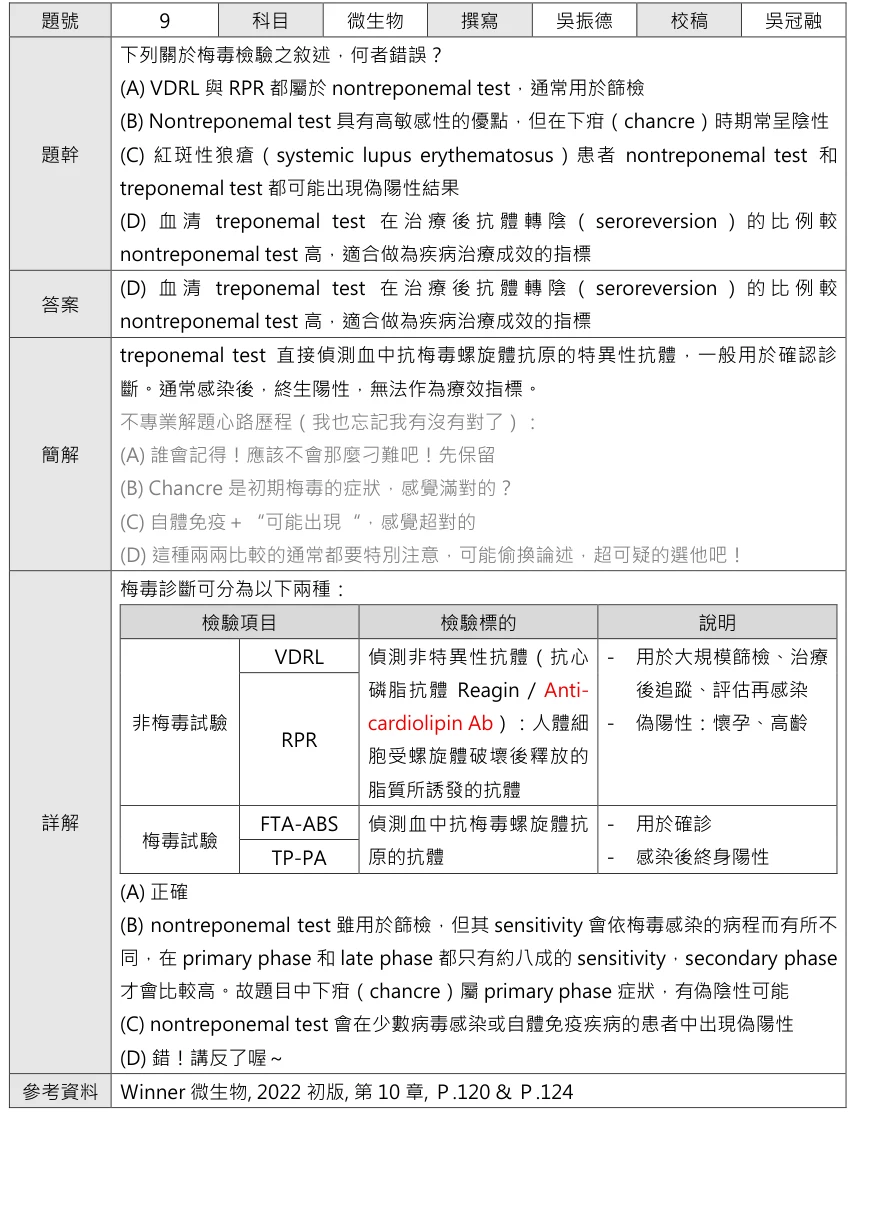 題號 9 科目 微生物 撰寫 吳振德 校稿 吳冠融
題幹
下列關於梅毒檢驗之敘述，何者錯誤？
(A) VDRL 與 RPR 都屬於 nontreponemal test，通常用於篩檢
(B) Nontreponemal test 具有高敏感性的優點，但在下疳（chancre）時期常呈陰性
(C) 紅斑性狼瘡（systemic lupus erythematosus）患者 nontreponemal test 和
treponemal test 都可能出現偽陽性結果
(D) 血清 treponemal test 在治療後抗體轉陰（seroreversion）的比例較
nontreponemal test 高，適合做為疾病治療成效的指標
答案
(D) 血清 treponemal test 在治療後抗體轉陰（seroreversion）的比例較
nontreponemal test 高，適合做為疾病治療成效的指標
簡解
treponemal test 直接偵測血中抗梅毒螺旋體抗原的特異性抗體，一般用於確認診
斷。通常感染後，終生陽性，無法作為療效指標。
不專業解題心路歷程（我也忘記我有沒有對了）：
(A) 誰會記得！應該不會那麼刁難吧！先保留
(B) Chancre 是初期梅毒的症狀，感覺滿對的？
(C) 自體免疫＋“可能出現“，感覺超對的
(D) 這種兩兩比較的通常都要特別注意，可能偷換論述，超可疑的選他吧！
詳解
梅毒診斷可分為以下兩種：
檢驗項目 檢驗標的 說明
非梅毒試驗
VDRL
RPR
偵測非特異性抗體（抗心
磷脂抗體 Reagin / Anti-
cardiolipin Ab）：人體細
胞受螺旋體破壞後釋放的
脂質所誘發的抗體
- 用於大規模篩檢、治療
後追蹤、評估再感染
- 偽陽性：懷孕、高齡
梅毒試驗
FTA-ABS
TP-PA
偵測血中抗梅毒螺旋體抗
原的抗體
- 用於確診
- 感染後終身陽性
(A) 正確
(B) nontreponemal test 雖用於篩檢，但其 sensitivity 會依梅毒感染的病程而有所不
同，在 primary phase 和 late phase 都只有約八成的 sensitivity，secondary phase
才會比較高。故題目中下疳（chancre）屬 primary phase 症狀，有偽陰性可能
(C) nontreponemal test 會在少數病毒感染或自體免疫疾病的患者中出現偽陽性
(D) 錯！講反了喔～
參考資料 Winner 微生物, 2022 初版, 第 10 章, Ｐ.120 ＆ Ｐ.124